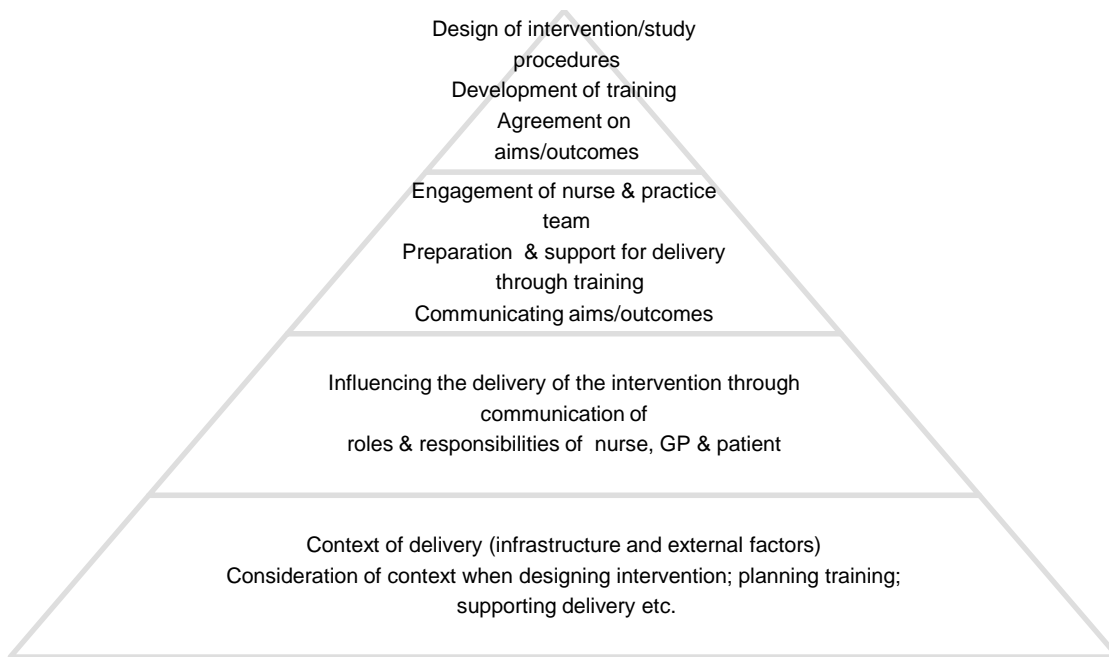 Design of intervention/study
procedures
Development of training
Agreement on
aims/outcomes
Engagement of nurse & practice
team
Preparation & support for delivery
through training
Communicating aims/outcomes
Influencing the delivery of the intervention through
communication of
roles & responsibilities of nurse, GP & patient
Context of delivery (infrastructure and external factors)
Consideration of context when designing intervention; planning training;
supporting delivery etc.